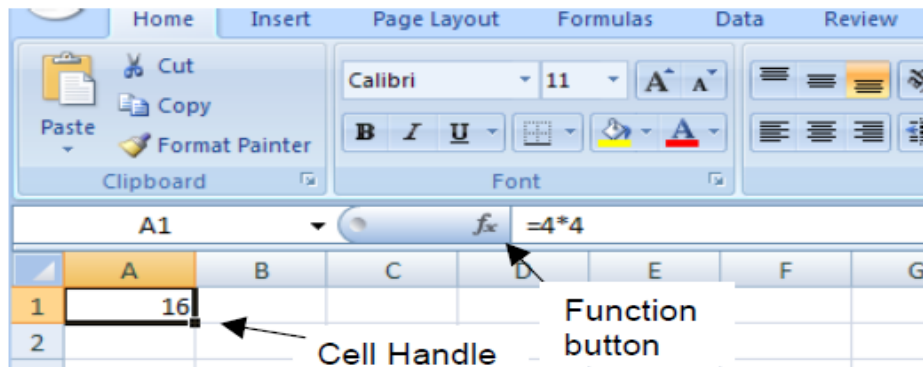 Home Insert Page Layout Formulas Data Review
Cut
Calibri 11 A A
Copy
Paste
Format Painter
B I U A
Clipboard Font
A1 fx =4*4
A B C D E F G
1 16
2
Function
button
Cell Handle